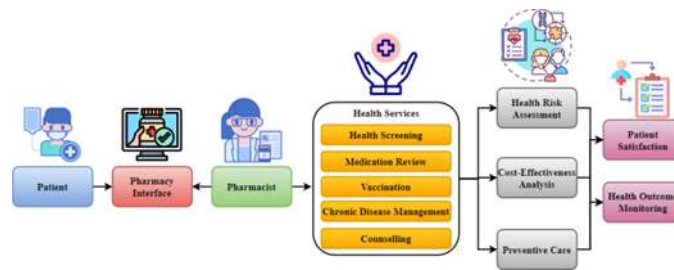 Health Services
Health Screening
Medication Review
Vaccination
Chronic Disease Management
Counselling
Patient
Pharmacy
Interface
Pharmacist
Health Risk
Assessment
Cost-Effectiveness
Analysis
Preventive Care
Patient
Satisfaction
Health Outcome
Monitoring